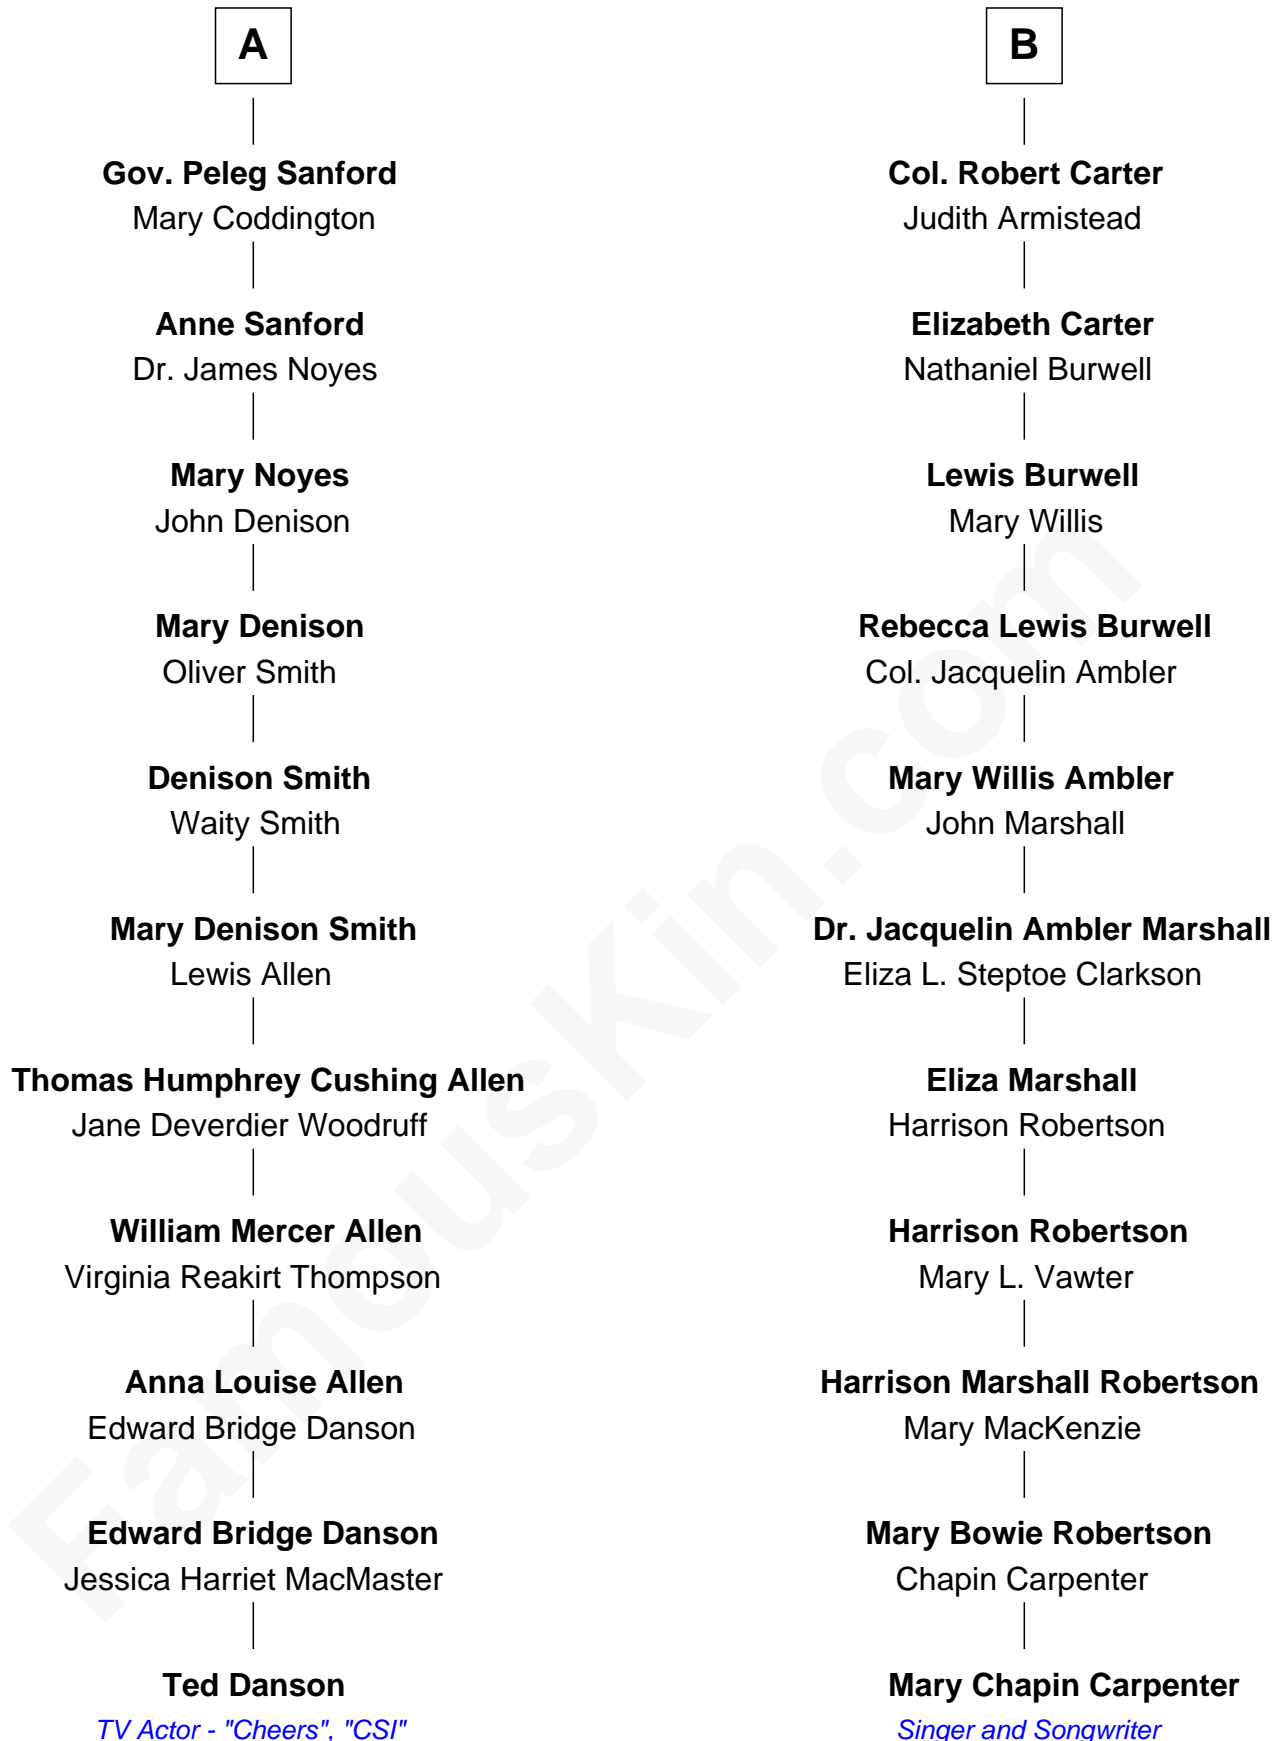 A
Gov. Peleg Sanford
Mary Coddington
Anne Sanford
Dr. James Noyes
Mary Noyes
John Denison
Mary Denison
Oliver Smith
Denison Smith
Waity Smith
Mary Denison Smith
Lewis Allen
Thomas Humphrey Cushing Allen
Jane Deverdier Woodruff
William Mercer Allen
Virginia Reakirt Thompson
Anna Louise Allen
Edward Bridge Danson
Edward Bridge Danson
Jessica Harriet MacMaster
Ted Danson
TV Actor - "Cheers", "CSI"
B
Col. Robert Carter
Judith Armistead
Elizabeth Carter
Nathaniel Burwell
Lewis Burwell
Mary Willis
Rebecca Lewis Burwell
Col. Jacquelin Ambler
Mary Willis Ambler
John Marshall
Dr. Jacquelin Ambler Marshall
Eliza L. Steptoe Clarkson
Eliza Marshall
Harrison Robertson
Harrison Robertson
Mary L. Vawter
Harrison Marshall Robertson
Mary MacKenzie
Mary Bowie Robertson
Chapin Carpenter
Mary Chapin Carpenter
Singer and Songwriter
FamousKin.com